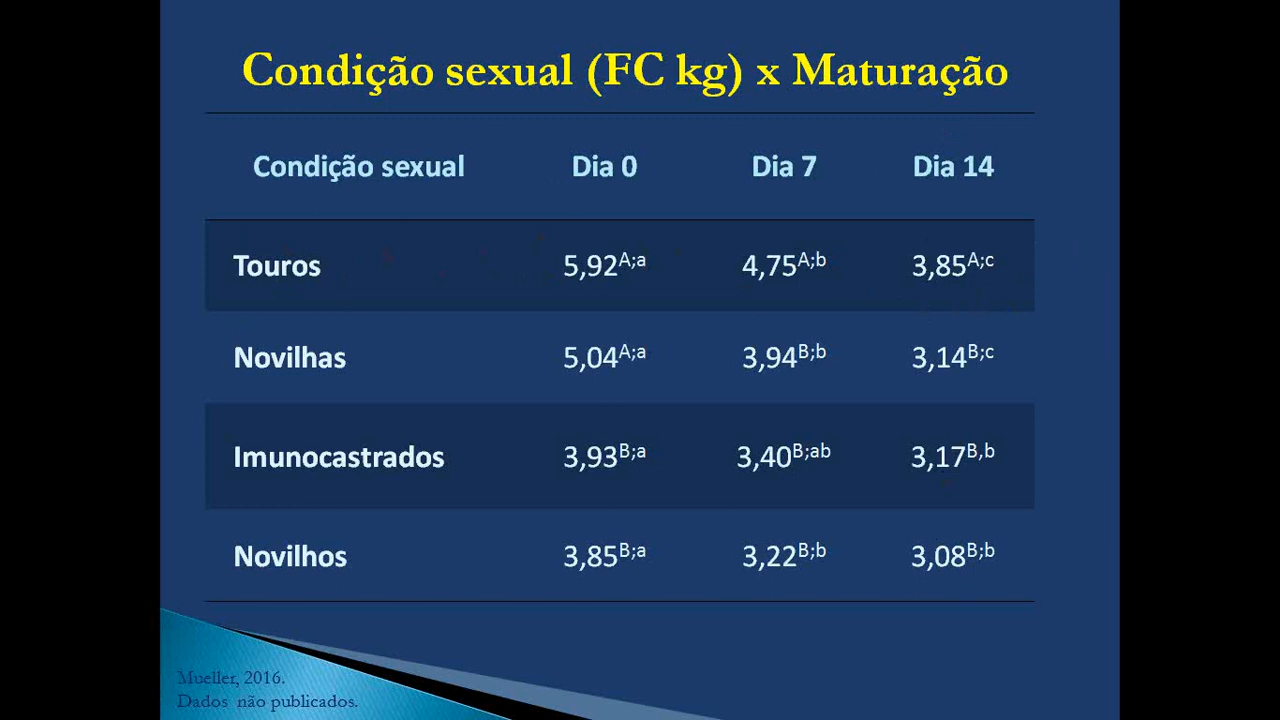 Condição sexual (FC kg) x Maturação
Condição sexual Dia 0 Dia 7 Dia 14
Touros 5,92A;a 4,75A;b 3,85A;c
Novilhas 5,04A;a 3,94B;b 3,14B;c
Imunocastrados 3,93B;a 3,40B;ab 3,17B,b
Novilhos 3,85B;a 3,22B;b 3,08B;b
Mueller, 2016.
Dados não publicados.